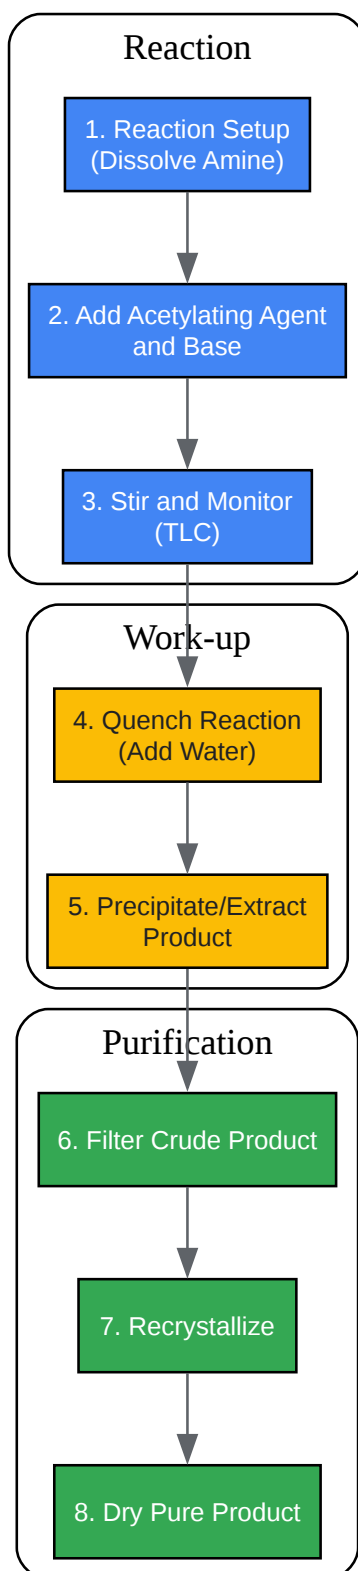 Reaction
1. Reaction Setup
(Dissolve Amine)
2. Add Acetylating Agent
and Base
3. Stir and Monitor
(TLC)
Work-up
4. Quench Reaction
(Add Water)
5. Precipitate/Extract
Product
Purification
6. Filter Crude Product
7. Recrystallize
8. Dry Pure Product